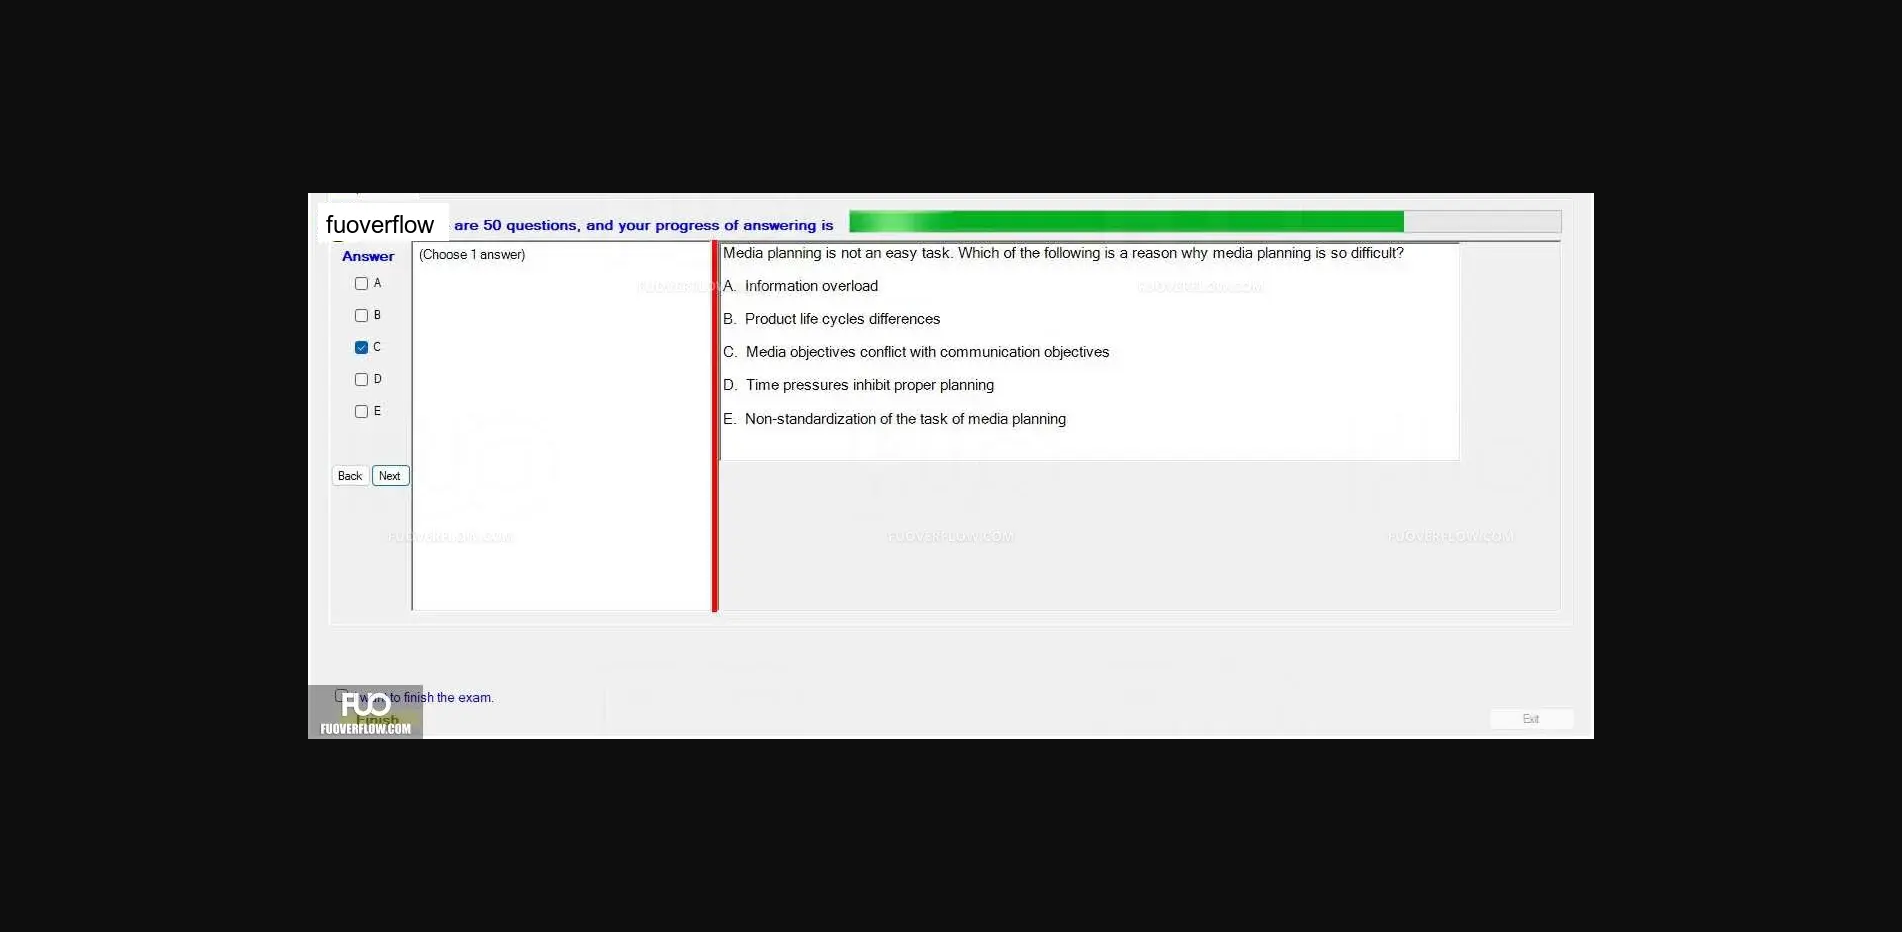 fuoverflow
are 50 questions, and your progress of answering is
Answer
(Choose 1 answer)
A
B
C
D
E
Back Next
Media planning is not an easy task. Which of the following is a reason why media planning is so difficult?
A. Information overload
B. Product life cycles differences
C. Media objectives conflict with communication objectives
D. Time pressures inhibit proper planning
E. Non-standardization of the task of media planning
FUOVERFLOW.COM
FUOVERFLOW.COM
FUOVERFLOW.COM
FUOVERFLOW.COM
want to finish the exam.
FUO
Finish
FUOVERFLOW.COM
Exit